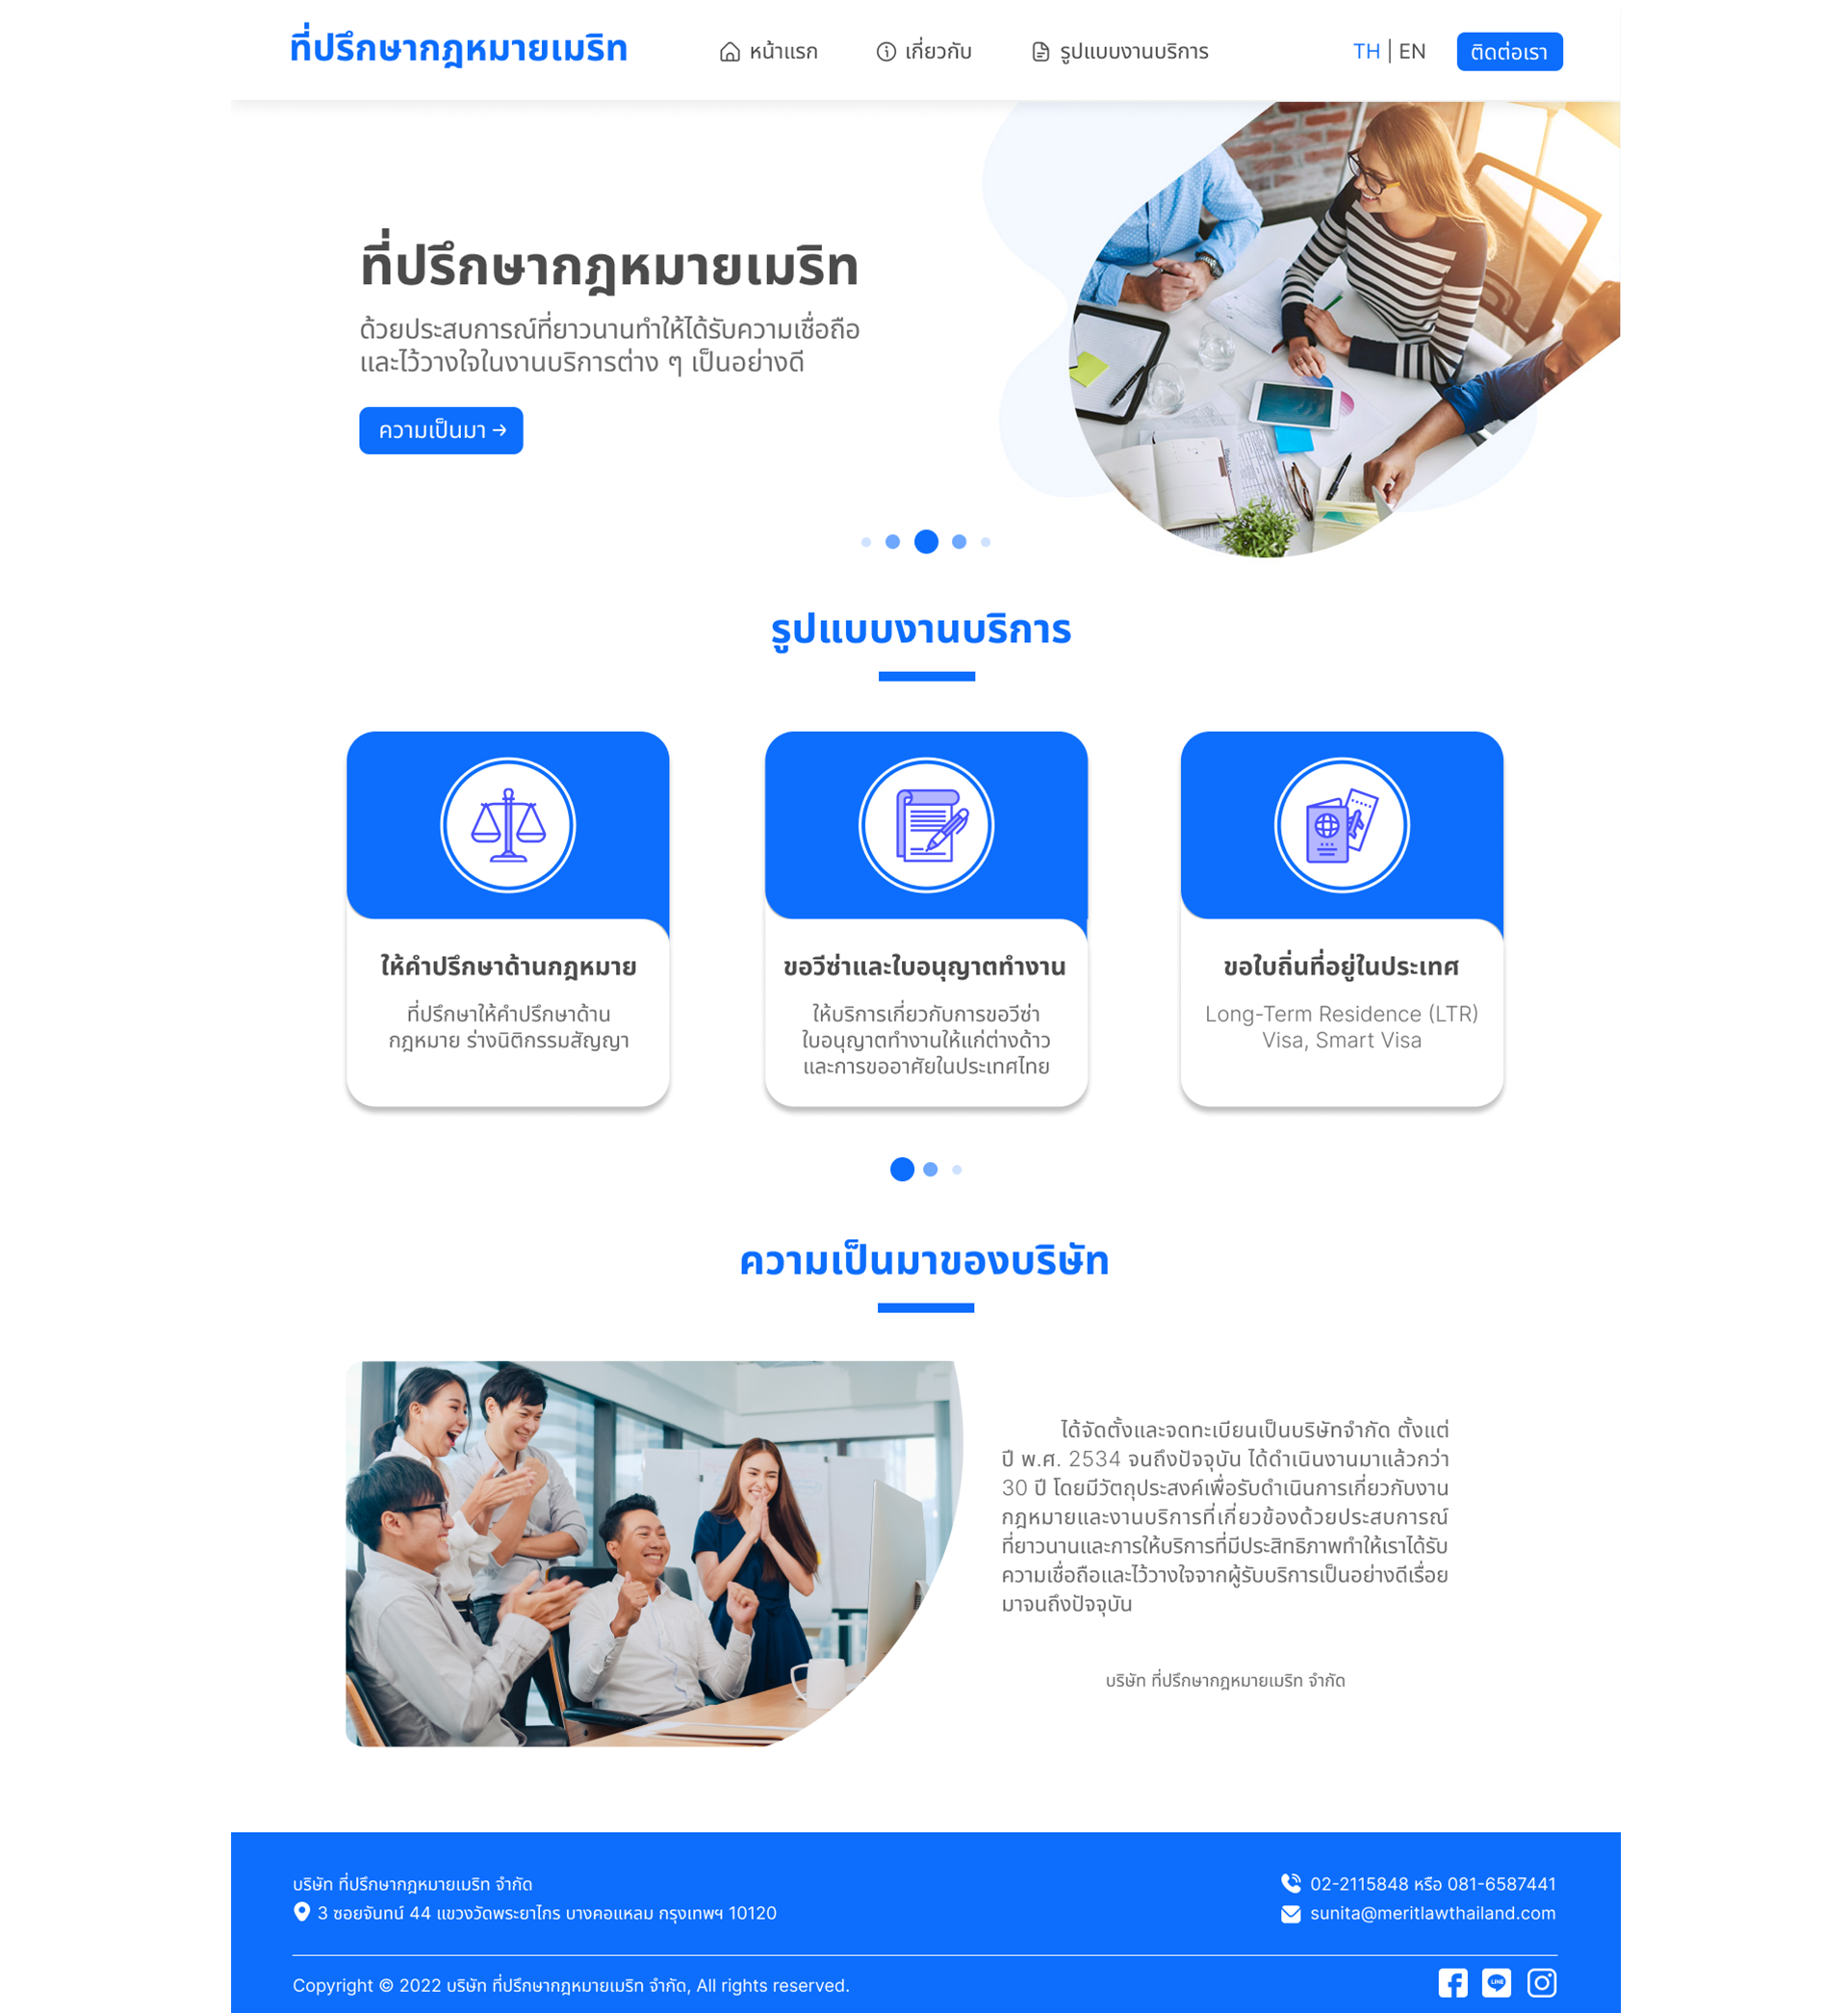 ที่ปรึกษากฎหมายเมริท
หน้าแรก
เกี่ยวกับ
รูปแบบงานบริการ
TH | EN
ติดต่อเรา
ที่ปรึกษากฎหมายเมริท
ด้วยประสบการณ์ที่ยาวนานทำให้ได้รับความเชื่อถือ
และไว้วางใจในงานบริการต่าง ๆ เป็นอย่างดี
ความเป็นมา →
รูปแบบงานบริการ
ให้คำปรึกษาด้านกฎหมาย
ที่ปรึกษาให้คำปรึกษาด้าน
กฎหมาย ร่างนิติกรรมสัญญา
ขอวีซ่าและใบอนุญาตทำงาน
ให้บริการเกี่ยวกับการขอวีซ่า
ใบอนุญาตทำงานให้แก่ต่างด้าว
และการขออาศัยในประเทศไทย
ขอใบถิ่นที่อยู่ในประเทศ
Long-Term Residence (LTR)
Visa, Smart Visa
ความเป็นมาของบริษัท
ได้จัดตั้งและจดทะเบียนเป็นบริษัทจำกัด ตั้งแต่
ปี พ.ศ. 2534 จนถึงปัจจุบัน ได้ดำเนินงานมาแล้วกว่า
30 ปี โดยมีวัตถุประสงค์เพื่อรับดำเนินการเกี่ยวกับงาน
กฎหมายและงานบริการที่เกี่ยวข้องด้วยประสบการณ์
ที่ยาวนานและการให้บริการที่มีประสิทธิภาพทำให้เราได้รับ
ความเชื่อถือและไว้วางใจจากผู้รับบริการเป็นอย่างดีเรื่อย
มาจนถึงปัจจุบัน
บริษัท ที่ปรึกษากฎหมายเมริท จำกัด
บริษัท ที่ปรึกษากฎหมายเมริท จำกัด
3 ซอยจันทน์ 44 แขวงวัดพระยาไกร บางคอแหลม กรุงเทพฯ 10120
02-2115848 หรือ 081-6587441
sunita@meritlawthailand.com
Copyright © 2022 บริษัท ที่ปรึกษากฎหมายเมริท จำกัด, All rights reserved.
LINE